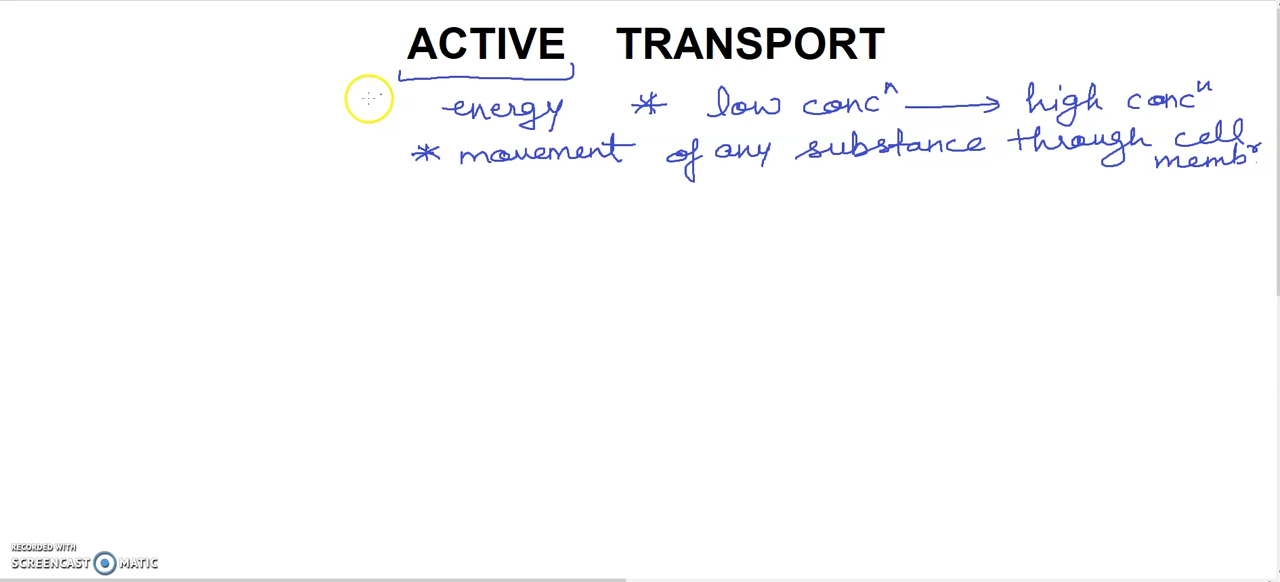 ACTIVE TRANSPORT
energy * low concⁿ → high concⁿ
* movement of any substance through cell
membr
RECORDED WITH
SCREENCAST MATIC